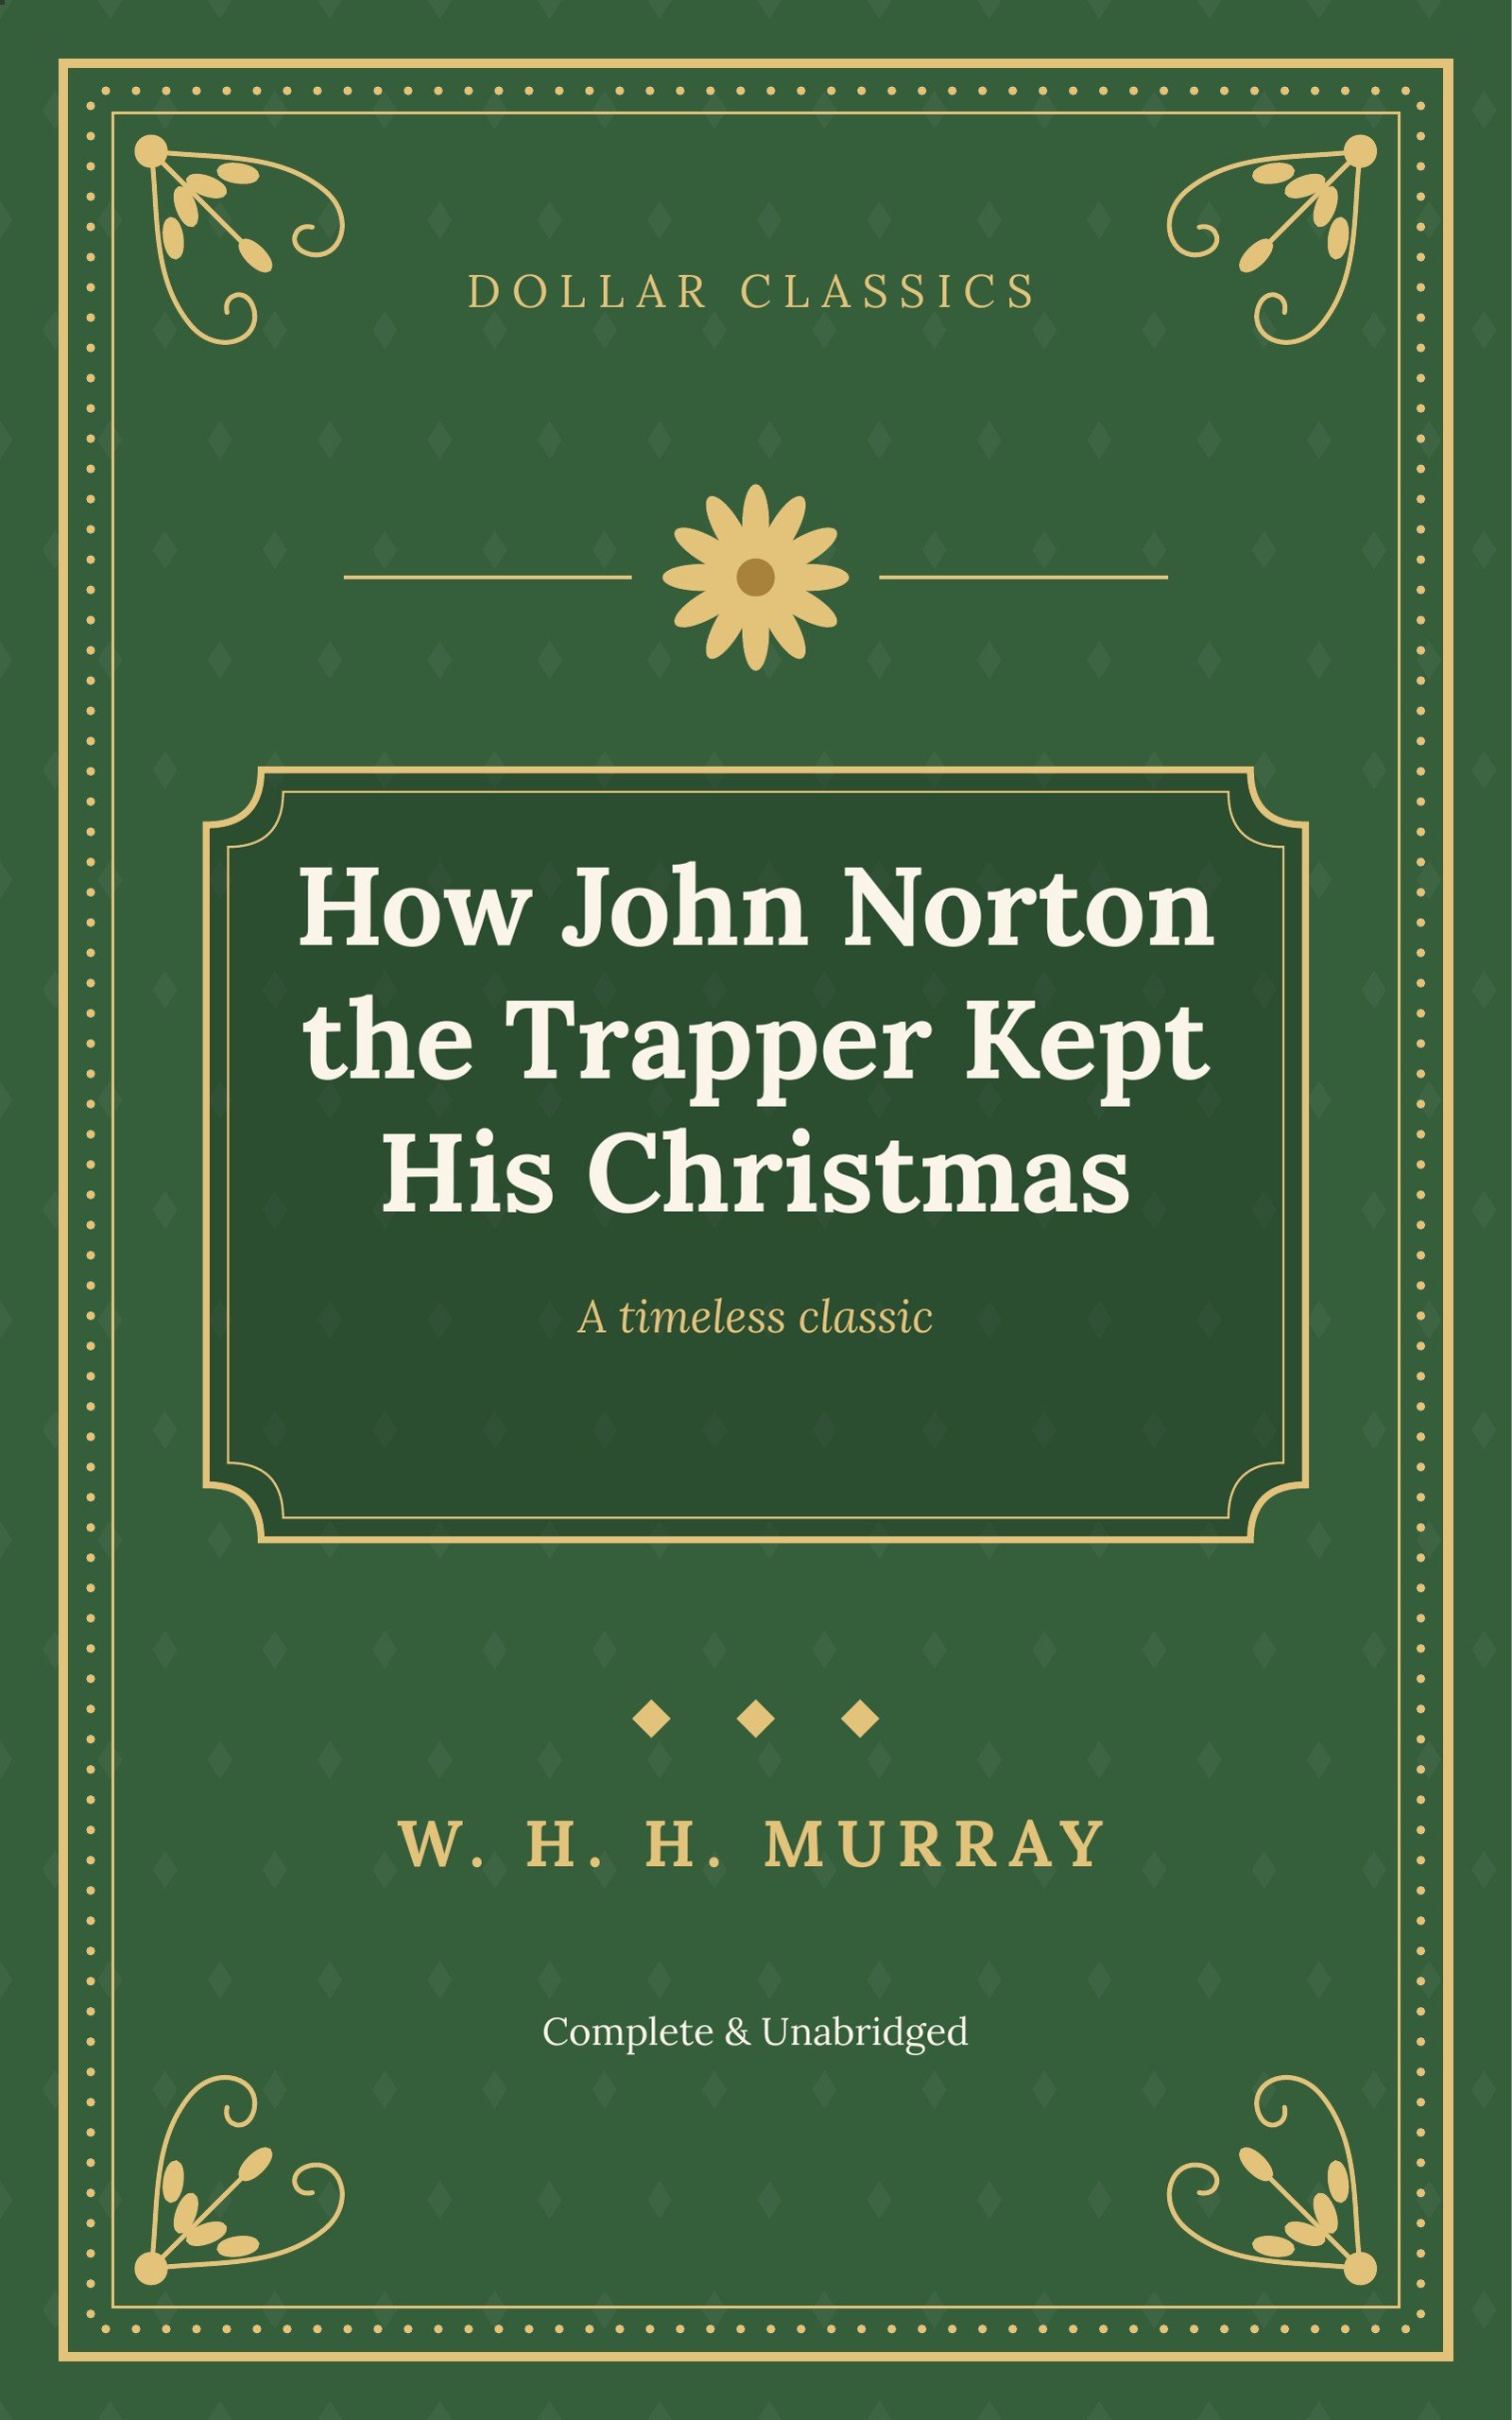 DOLLAR CLASSICS
How John Norton
the Trapper Kept
His Christmas
A timeless classic
W. H. H. MURRAY
Complete & Unabridged